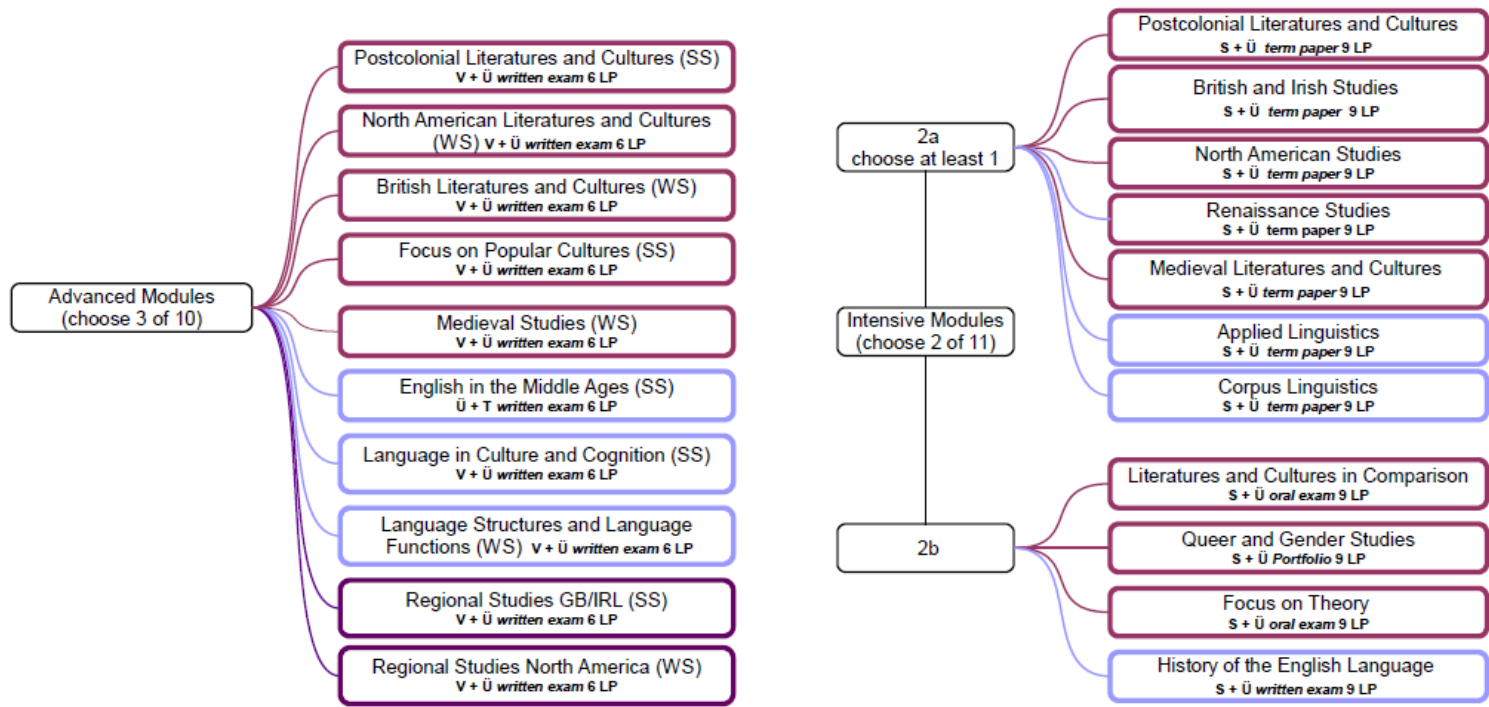 Advanced Modules
(choose 3 of 10)
Postcolonial Literatures and Cultures (SS)
V + Ü written exam 6 LP
North American Literatures and Cultures
(WS) V + Ü written exam 6 LP
British Literatures and Cultures (WS)
V + Ü written exam 6 LP
Focus on Popular Cultures (SS)
V + Ü written exam 6 LP
Medieval Studies (WS)
V + Ü written exam 6 LP
English in the Middle Ages (SS)
Ü + T written exam 6 LP
Language in Culture and Cognition (SS)
V + Ü written exam 6 LP
Language Structures and Language
Functions (WS) V + Ü written exam 6 LP
Regional Studies GB/IRL (SS)
V + Ü written exam 6 LP
Regional Studies North America (WS)
V + Ü written exam 6 LP
Intensive Modules
(choose 2 of 11)
2a
choose at least 1
Postcolonial Literatures and Cultures
S + Ü term paper 9 LP
British and Irish Studies
S + Ü term paper 9 LP
North American Studies
S + Ü term paper 9 LP
Renaissance Studies
S + Ü term paper 9 LP
Medieval Literatures and Cultures
S + Ü term paper 9 LP
Applied Linguistics
S + Ü term paper 9 LP
Corpus Linguistics
S + Ü term paper 9 LP
2b
Literatures and Cultures in Comparison
S + Ü oral exam 9 LP
Queer and Gender Studies
S + Ü Portfolio 9 LP
Focus on Theory
S + Ü oral exam 9 LP
History of the English Language
S + Ü written exam 9 LP